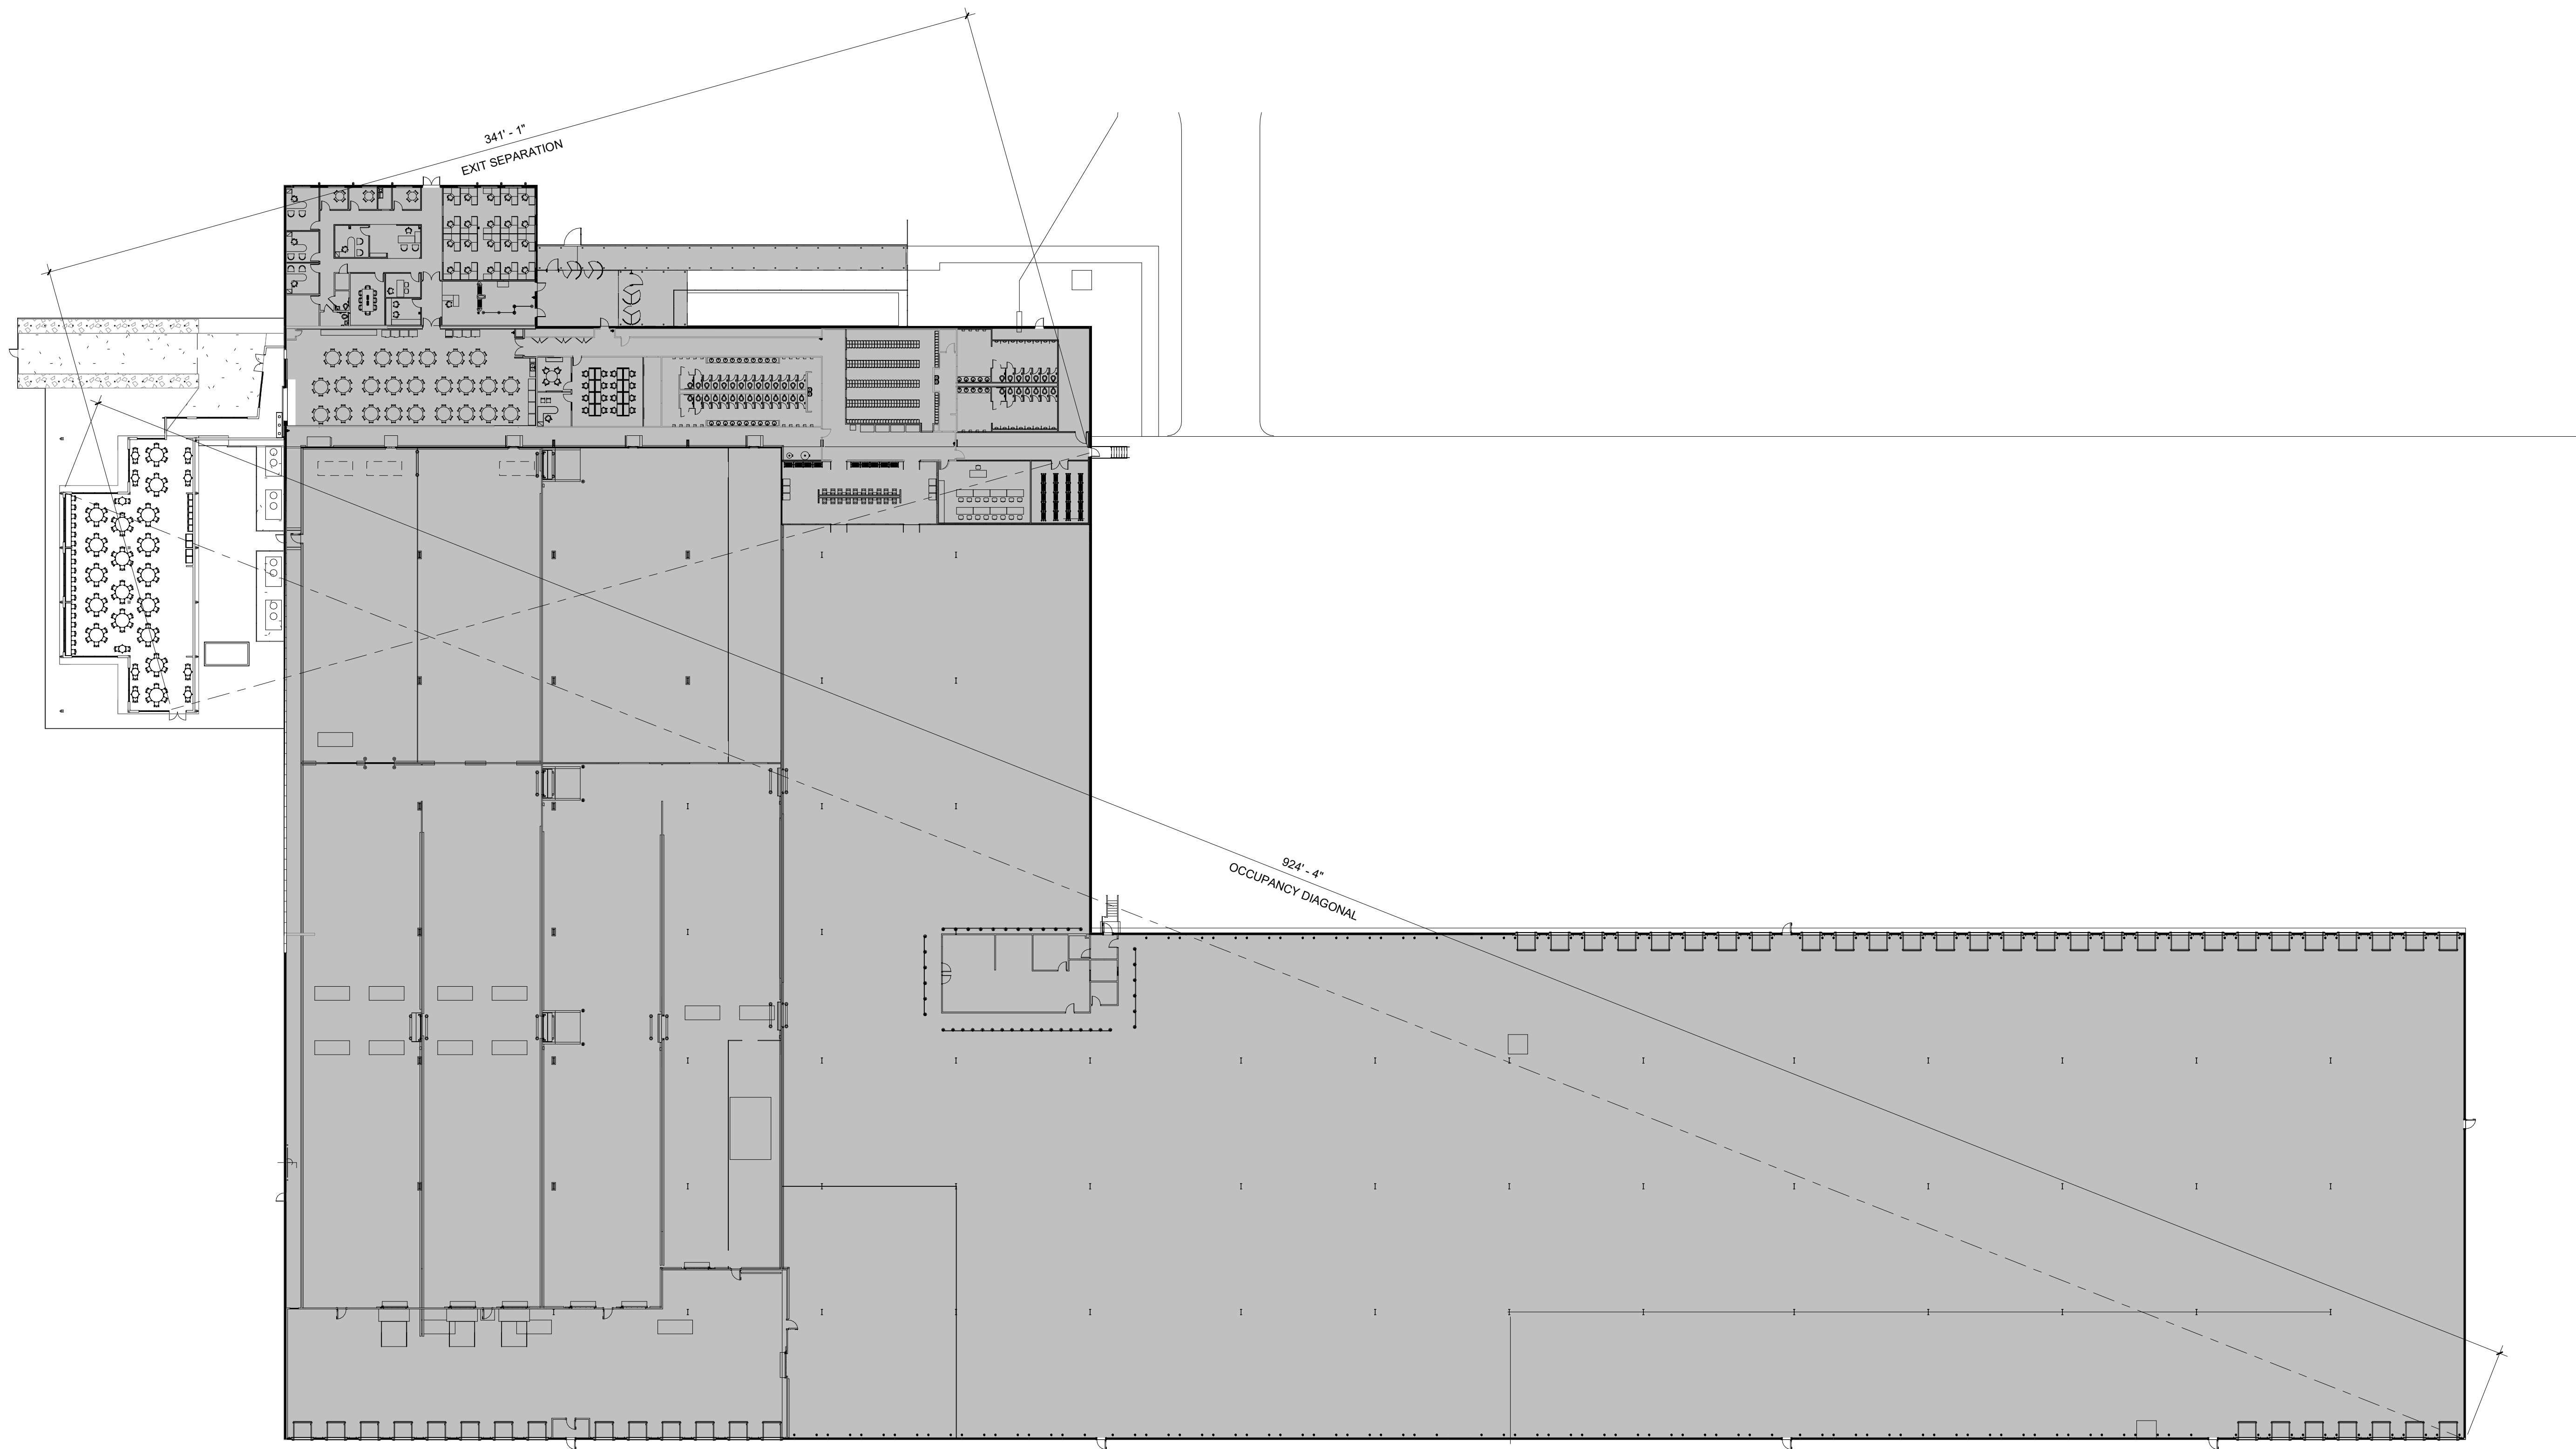 341' - 1"
EXIT SEPARATION
924' - 4"
OCCUPANCY DIAGONAL